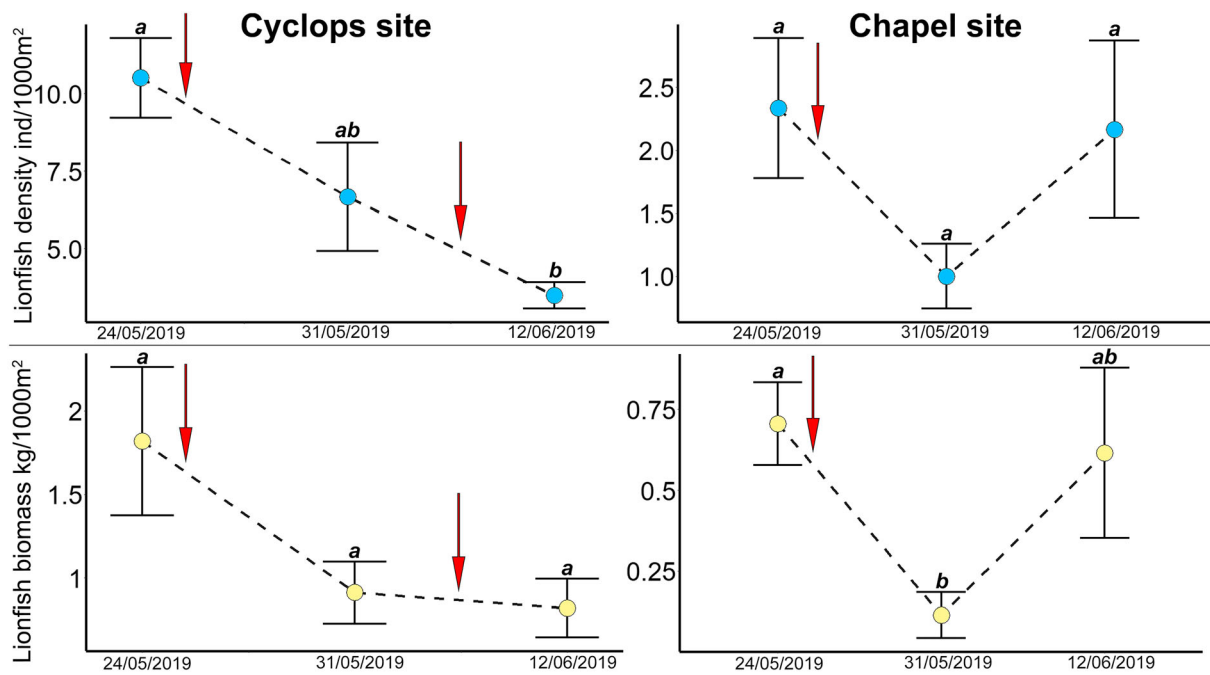 Cyclops site
Lionfish density ind/1000m²
10.0
7.5
5.0
a
ab
b
24/05/2019
31/05/2019
12/06/2019
Chapel site
2.5
2.0
1.5
1.0
a
a
a
24/05/2019
31/05/2019
12/06/2019
Lionfish biomass kg/1000m²
2
1.5
1
a
a
a
24/05/2019
31/05/2019
12/06/2019
0.75
0.5
0.25
a
b
ab
24/05/2019
31/05/2019
12/06/2019